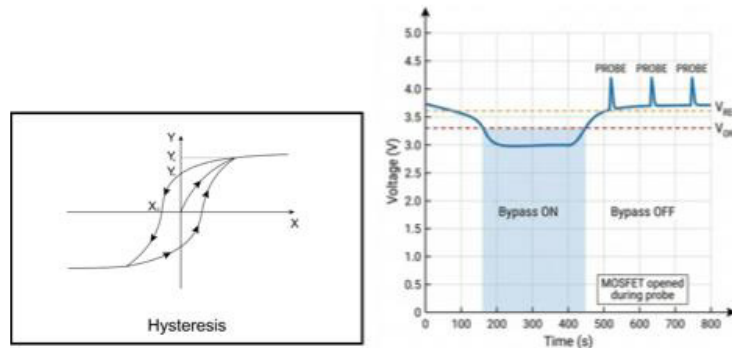 Y
X
Hysteresis
5.0
4.5
4.0
3.5
3.0
2.5
2.0
1.5
1.0
0.5
0.0
Voltage (V)
PROBE PROBE PROBE
Bypass ON
Bypass OFF
MOSFET opened
during probe
0 100 200 300 400 500 600 700 800
Time (s)